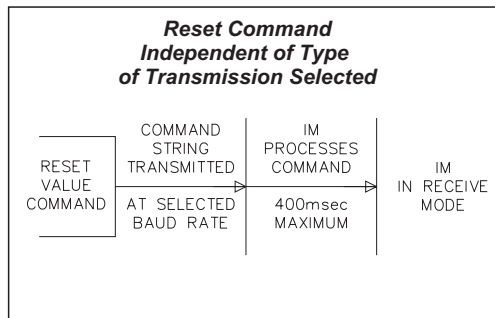 Reset Command
Independent of Type
of Transmission Selected
RESET
VALUE
COMMAND
COMMAND
STRING
TRANSMITTED
AT SELECTED
BAUD RATE
IM
PROCESSES
COMMAND
400msec
MAXIMUM
IM
IN RECEIVE
MODE